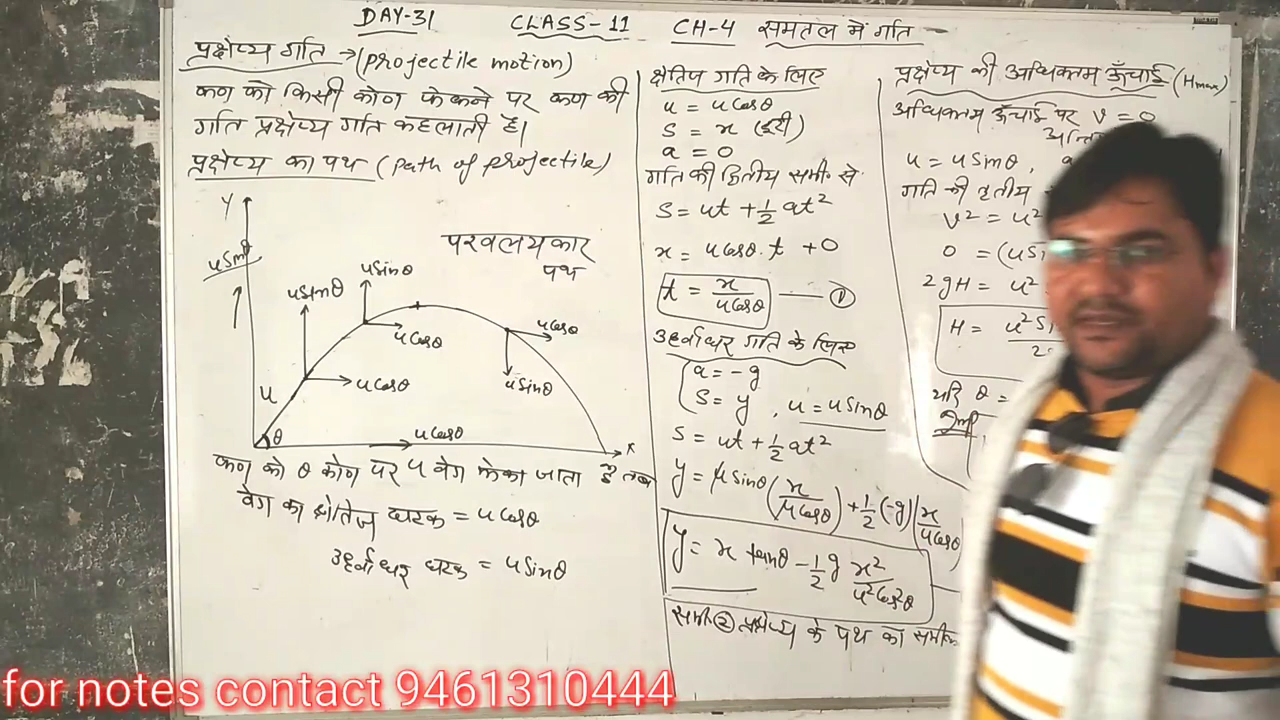 DAY-31 CLASS-11 CH-4 समतल में गति
प्रक्षेप्य गति → (projectile motion)
कण को किसी कोण फेकने पर कण की
गति प्रक्षेप्य गति कहलाती है।
प्रक्षेप्य का पथ (Path of projectile)
Y
usinθ
परवलयकार
पथ
usinθ
usinθ
ucosθ
ucosθ
ucosθ
usinθ
u
θ
ucosθ
x
कण को θ कोण पर u वेग फेका जाता है तब
वेग का क्षैतिज घटक = ucosθ
उर्ध्वाधर घटक = usinθ
क्षैतिज गति के लिए
u = ucosθ
s = x (दूरी)
a = 0
गति की द्वितीय समी. से
s = ut + 1/2 at²
x = ucosθ.t + 0
t = x/ucosθ — ①
उर्ध्वाधर गति के लिए
a = -g
s = y , u = usinθ
s = ut + 1/2 at²
y = usinθ (x/ucosθ) + 1/2 (-g) (x/ucosθ)
y = x tanθ - 1/2 g x²/u²cos²θ
समी. ② प्रक्षेप्य के पथ का समी.
प्रक्षेप्य की अधिकतम ऊँचाई (Hmax)
अधिकतम ऊँचाई पर v = 0
u = usinθ, a
गति की तृतीय
v² = u²
0 = (usi
2gH = u²
H = u²s
यदि θ =
Imp
for notes contact 9461310444